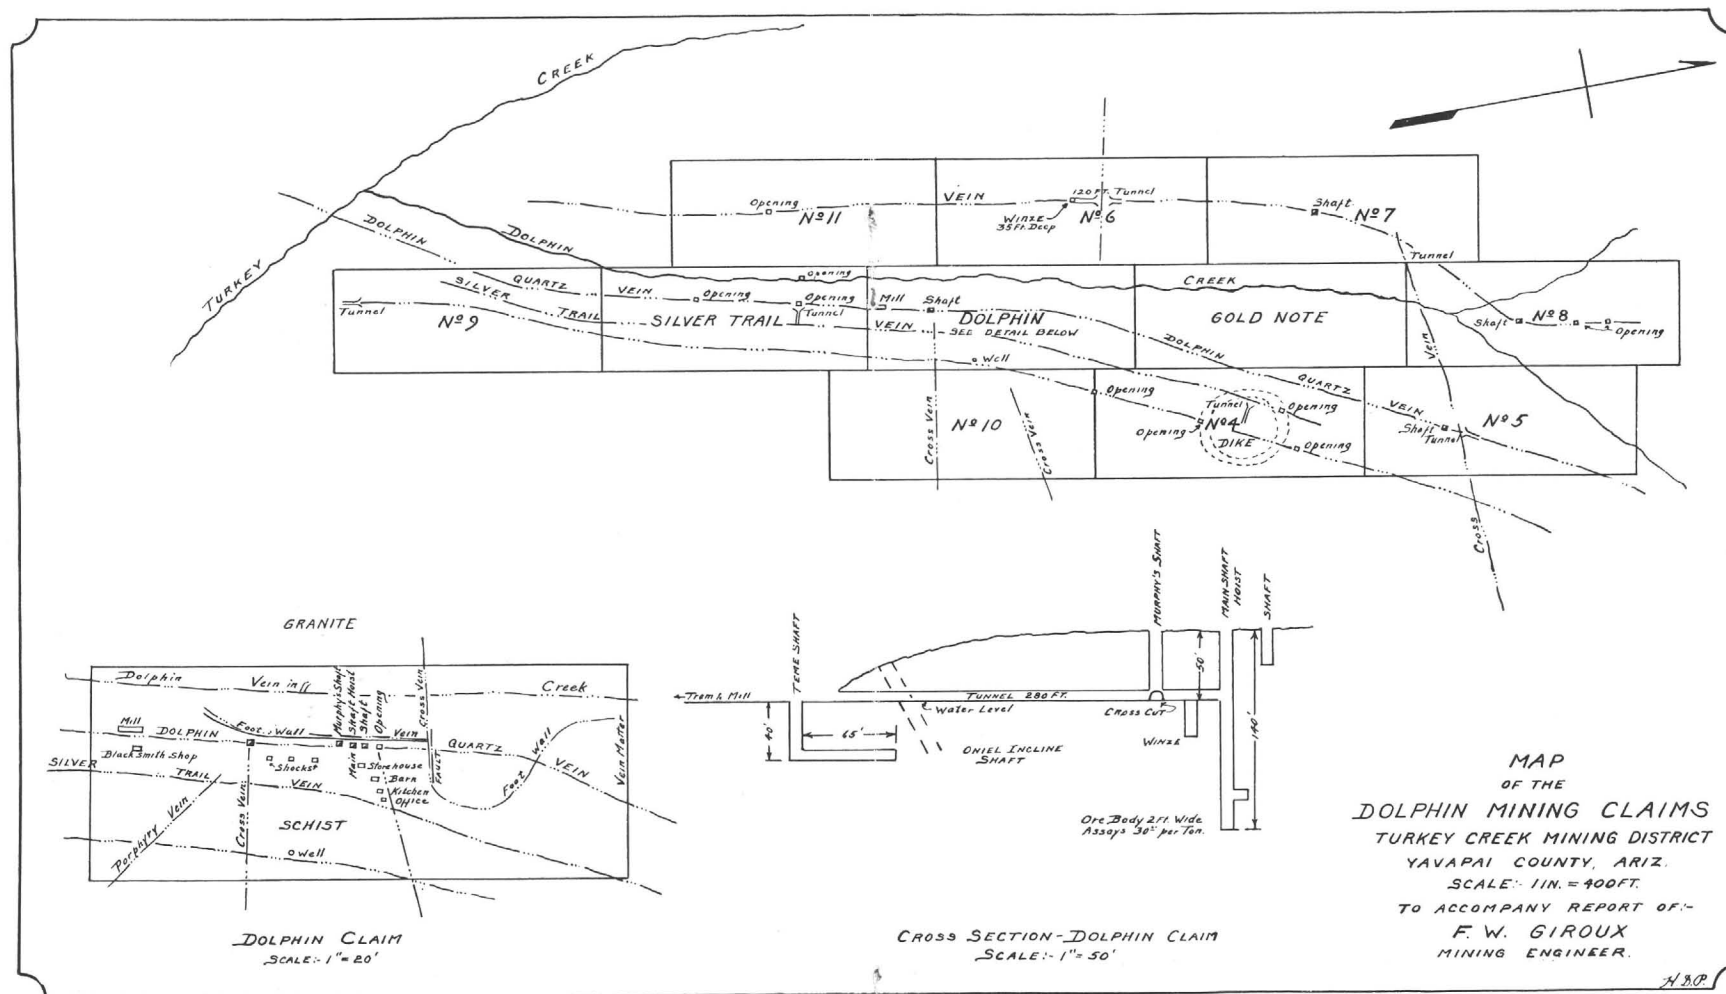 TURKEY CREEK
DOLPHIN
DOLPHIN CREEK
Opening
Nº 11
VEIN
120 FT. Tunnel
WINZE
35 Ft. Deep
Nº 6
Shaft
Nº 7
Tunnel
QUARTZ VEIN
SILVER TRAIL VEIN
Opening
Opening
Opening
Tunnel
Mill
Shaft
Tunnel
Nº 9
SILVER TRAIL
DOLPHIN
SEE DETAIL BELOW
GOLD NOTE
Shaft
Nº 8
Opening
Well
DOLPHIN QUARTZ VEIN
Cross Vein
Nº 10
Cross Vein
Opening
Tunnel
Opening
Opening
Nº 4
DIKE
Opening
Shaft
Tunnel
Nº 5
Vein
Cross
GRANITE
Dolphin Vein in Creek
Murphy Shaft
Main Shaft Hoist
Shaft
Opening
Cross Vein
Mill
DOLPHIN
Foot Wall
Vein
QUARTZ VEIN
Foot Wall
Vein Matter
Blacksmith Shop
Storehouse
FAULT
SILVER TRAIL VEIN
Barn
Kitchen
Office
Porphyry Vein
Cross Vein
SCHIST
Well
DOLPHIN CLAIM
SCALE:- 1" = 20'
TEME SHAFT
MURPHY'S SHAFT
MAIN SHAFT
HOIST
SHAFT
Tram & Mill
TUNNEL 280 FT.
50'
Water Level
CROSS CUT
40'
65'
WINZE
140'
ONIEL INCLINE
SHAFT
Ore Body 2 Ft. Wide
Assays 30 per Ton.
CROSS SECTION - DOLPHIN CLAIM
SCALE:- 1" = 50'
MAP
OF THE
DOLPHIN MINING CLAIMS
TURKEY CREEK MINING DISTRICT
YAVAPAI COUNTY, ARIZ.
SCALE:- 1 IN. = 400 FT.
TO ACCOMPANY REPORT OF:-
F. W. GIROUX
MINING ENGINEER.